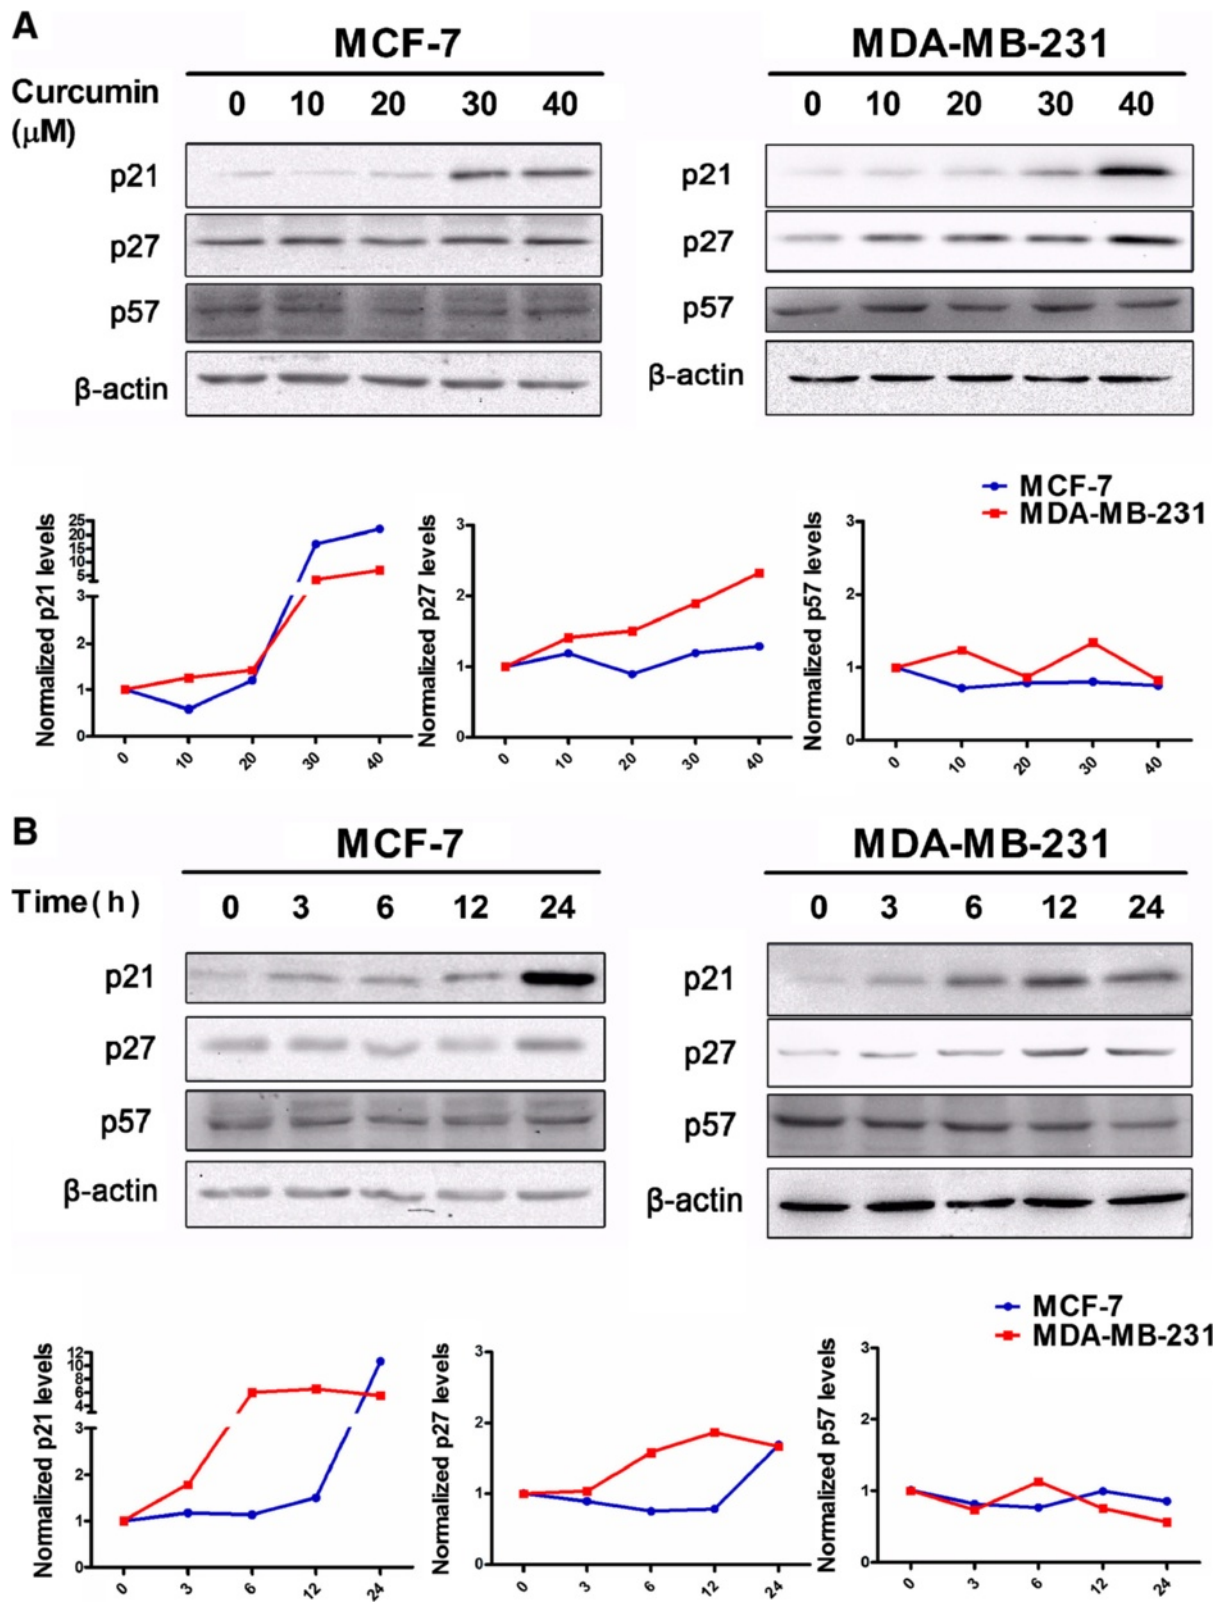 A
MCF-7
MDA-MB-231
Curcumin
(μM)
0 10 20 30 40
0 10 20 30 40
p21
p27
p57
β-actin
p21
p27
p57
β-actin
MCF-7
MDA-MB-231
Normalized p21 levels
25
20
15
10
5
3
2
1
0
0 10 20 30 40
Normalized p27 levels
3
2
1
0
0 10 20 30 40
Normalized p57 levels
3
2
1
0
0 10 20 30 40
B
MCF-7
MDA-MB-231
Time(h)
0 3 6 12 24
0 3 6 12 24
p21
p27
p57
β-actin
p21
p27
p57
β-actin
MCF-7
MDA-MB-231
Normalized p21 levels
12
10
8
6
4
3
2
1
0
0 3 6 12 24
Normalized p27 levels
3
2
1
0
0 3 6 12 24
Normalized p57 levels
3
2
1
0
0 3 6 12 24